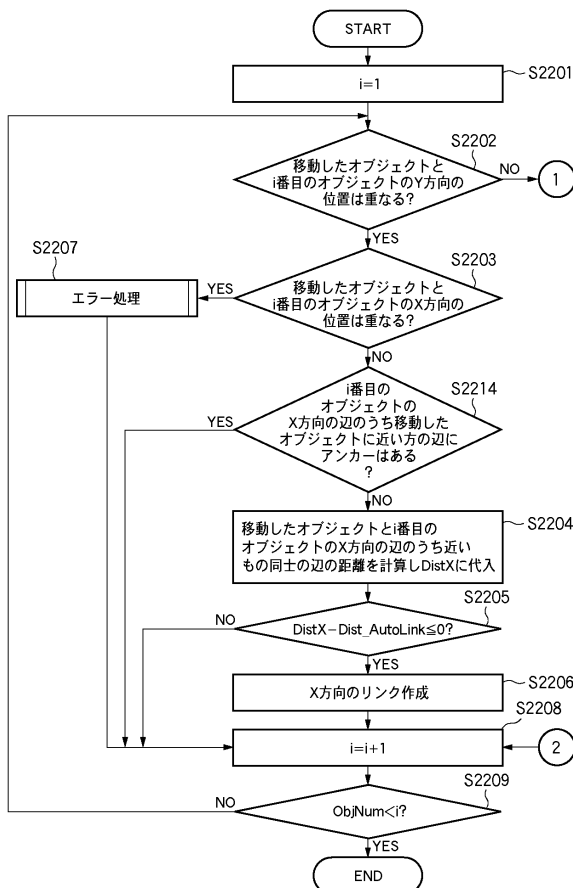 START
S2201
i=1
S2202
移動したオブジェクトと
i番目のオブジェクトのY方向の
位置は重なる?
NO
1
YES
S2207
エラー処理
YES
S2203
移動したオブジェクトと
i番目のオブジェクトのX方向の
位置は重なる?
NO
S2214
i番目の
オブジェクトの
X方向の辺のうち移動した
オブジェクトに近い方の辺に
アンカーはある
?
YES
NO
S2204
移動したオブジェクトとi番目の
オブジェクトのX方向の辺のうち近い
もの同士の辺の距離を計算しDistXに代入
S2205
DistX－Dist_AutoLink≦0?
NO
YES
S2206
X方向のリンク作成
S2208
i=i+1
2
S2209
ObjNum<i?
NO
YES
END